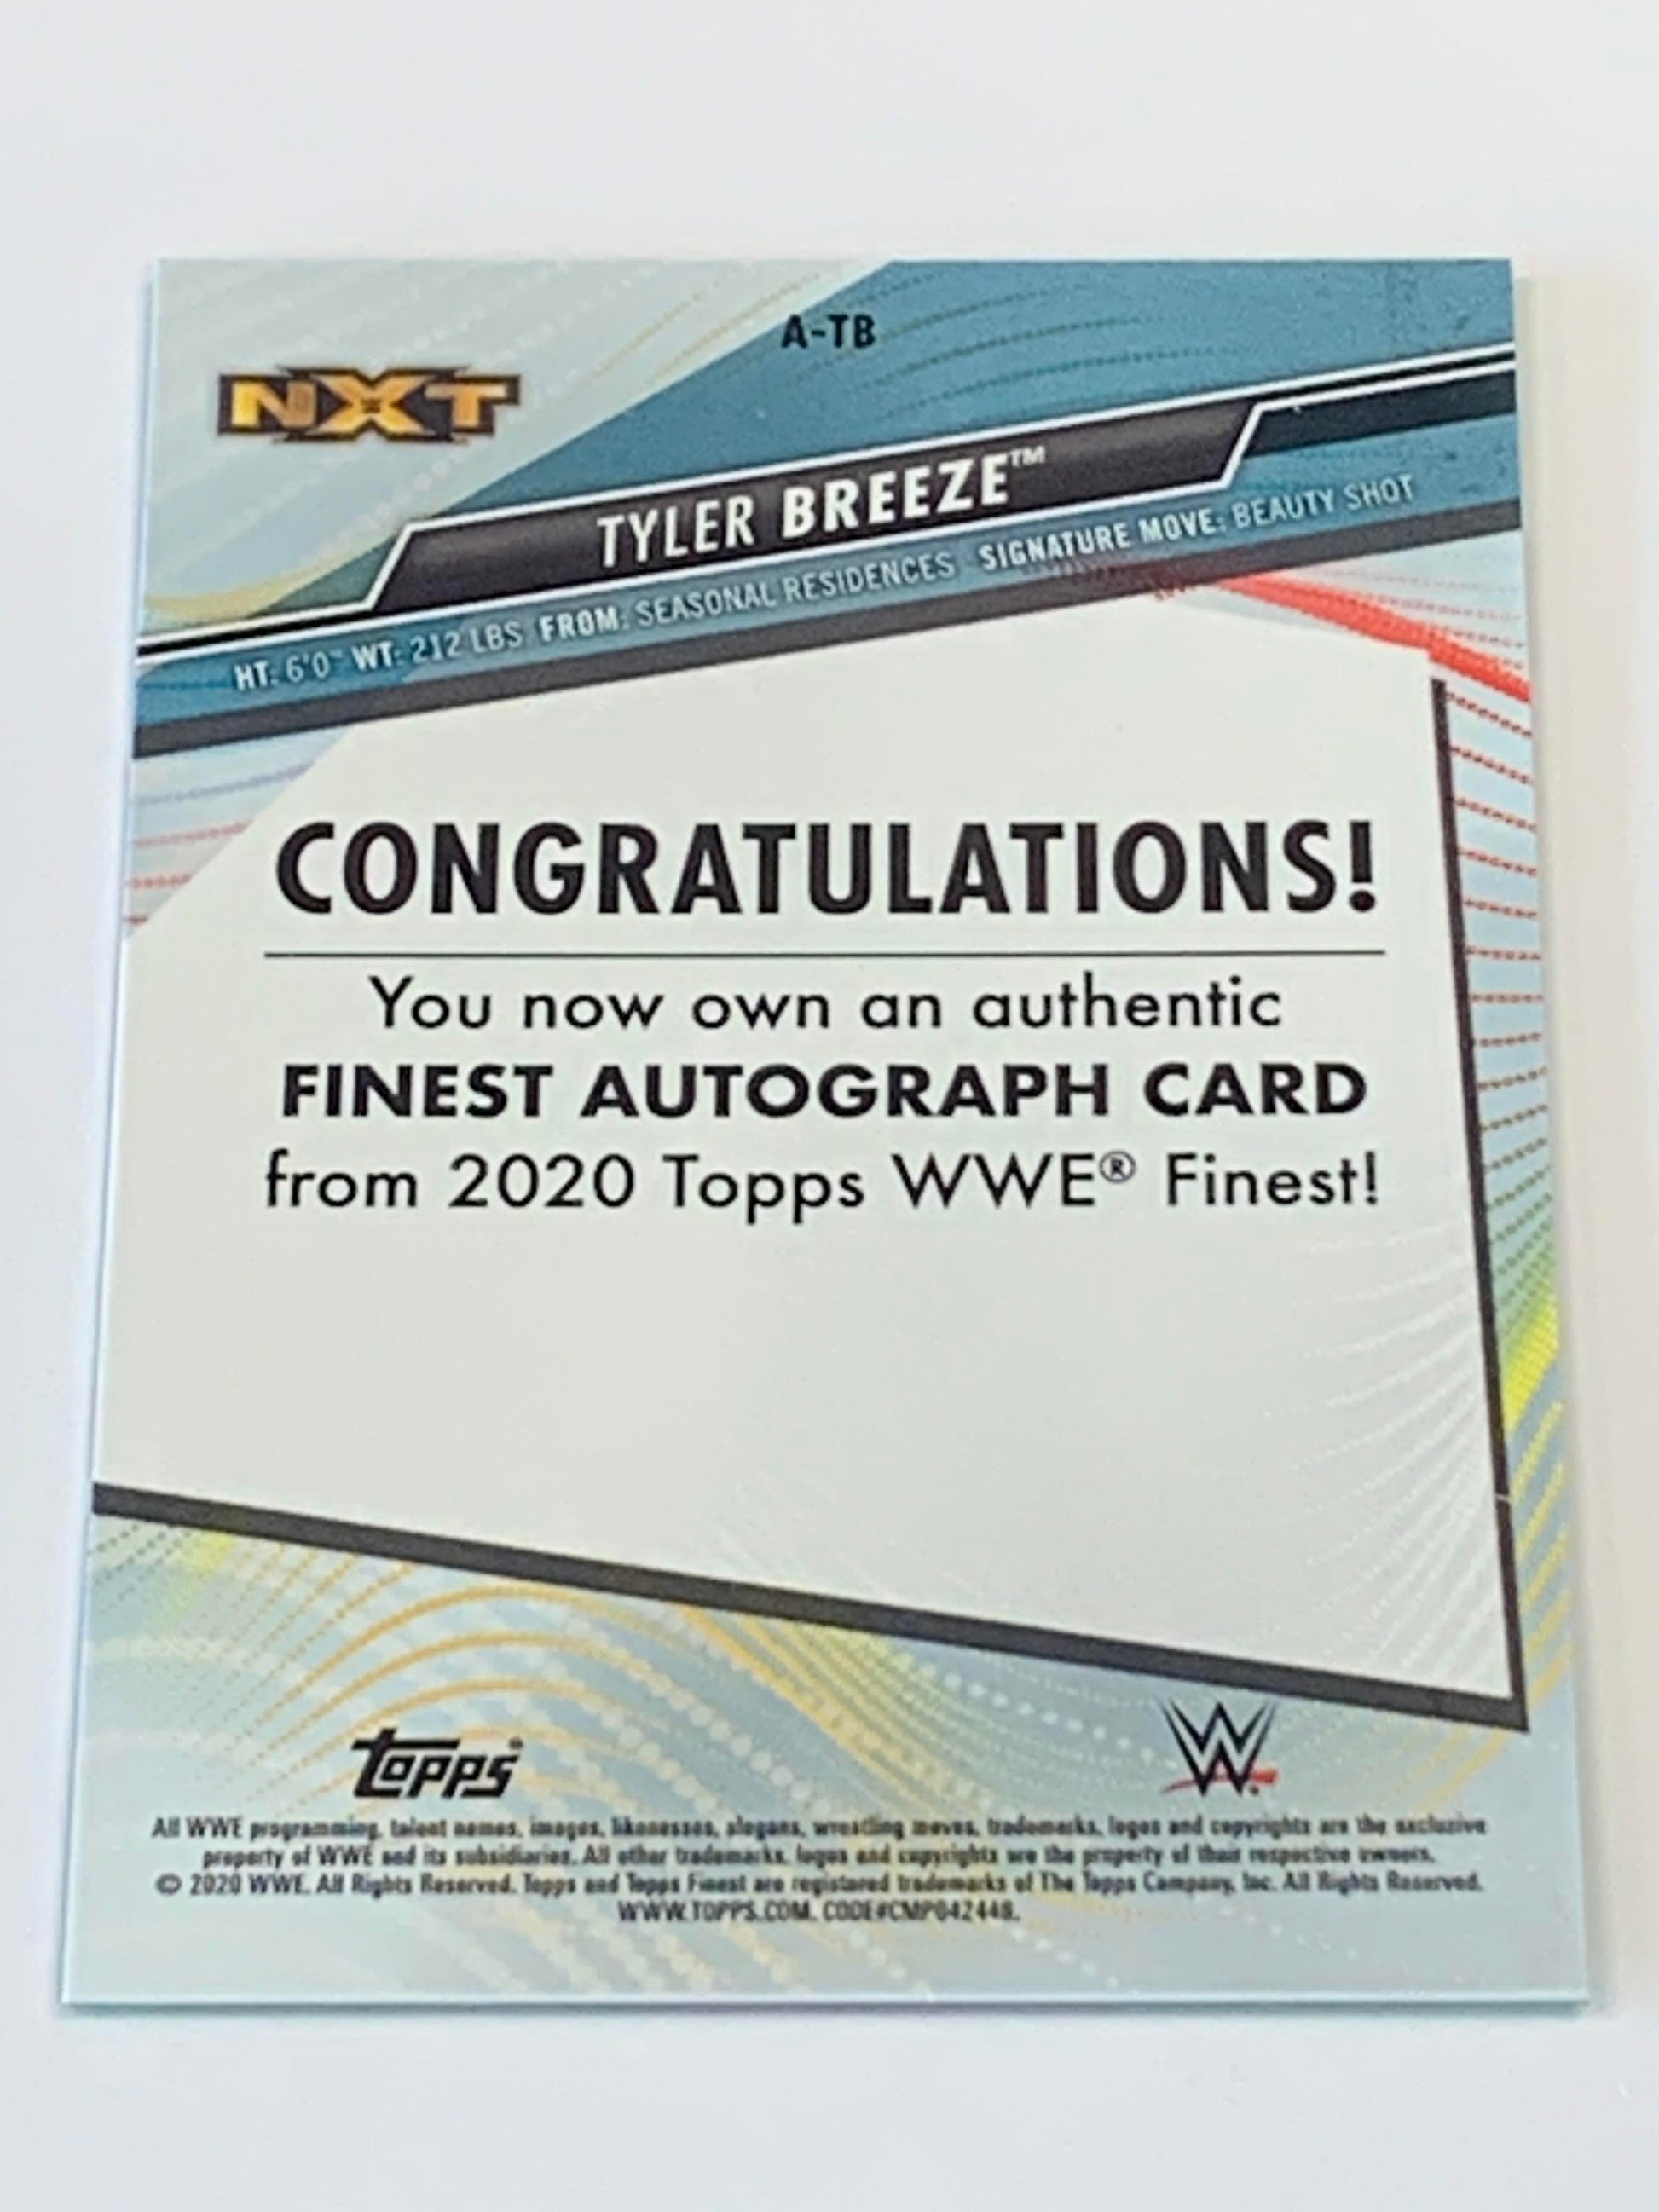 A-TB
NXT
TYLER BREEZE™
HT: 6'0" WT: 212 LBS FROM: SEASONAL RESIDENCES SIGNATURE MOVE: BEAUTY SHOT
CONGRATULATIONS!
You now own an authentic
FINEST AUTOGRAPH CARD
from 2020 Topps WWE® Finest!
topps®
W
All WWE programming, talent names, images, likenesses, slogans, wrestling moves, trademarks, logos and copyrights are the exclusive
property of WWE and its subsidiaries. All other trademarks, logos and copyrights are the property of their respective owners.
© 2020 WWE. All Rights Reserved. Topps and Topps Finest are registered trademarks of The Topps Company, Inc. All Rights Reserved.
WWW.TOPPS.COM. CODE#CMP042448.